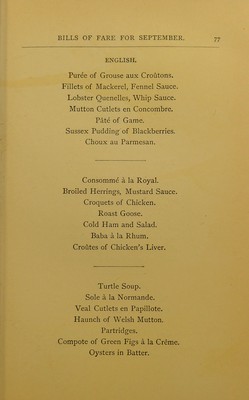 BILLS OF FARE FOR SEPTEMBER. 77
ENGLISH.
Purée of Grouse aux Croûtons.
Fillets of Mackerel, Fennel Sauce.
Lobster Quenelles, Whip Sauce.
Mutton Cutlets en Concombre.
Pâté of Game.
Sussex Pudding of Blackberries.
Choux au Parmesan.
Consommé à la Royal.
Broiled Herrings, Mustard Sauce.
Croquets of Chicken.
Roast Goose.
Cold Ham and Salad.
Baba à la Rhum.
Croûtes of Chicken's Liver.
Turtle Soup.
Sole à la Normande.
Veal Cutlets en Papillote.
Haunch of Welsh Mutton.
Partridges.
Compote of Green Figs à la Crême.
Oysters in Batter.